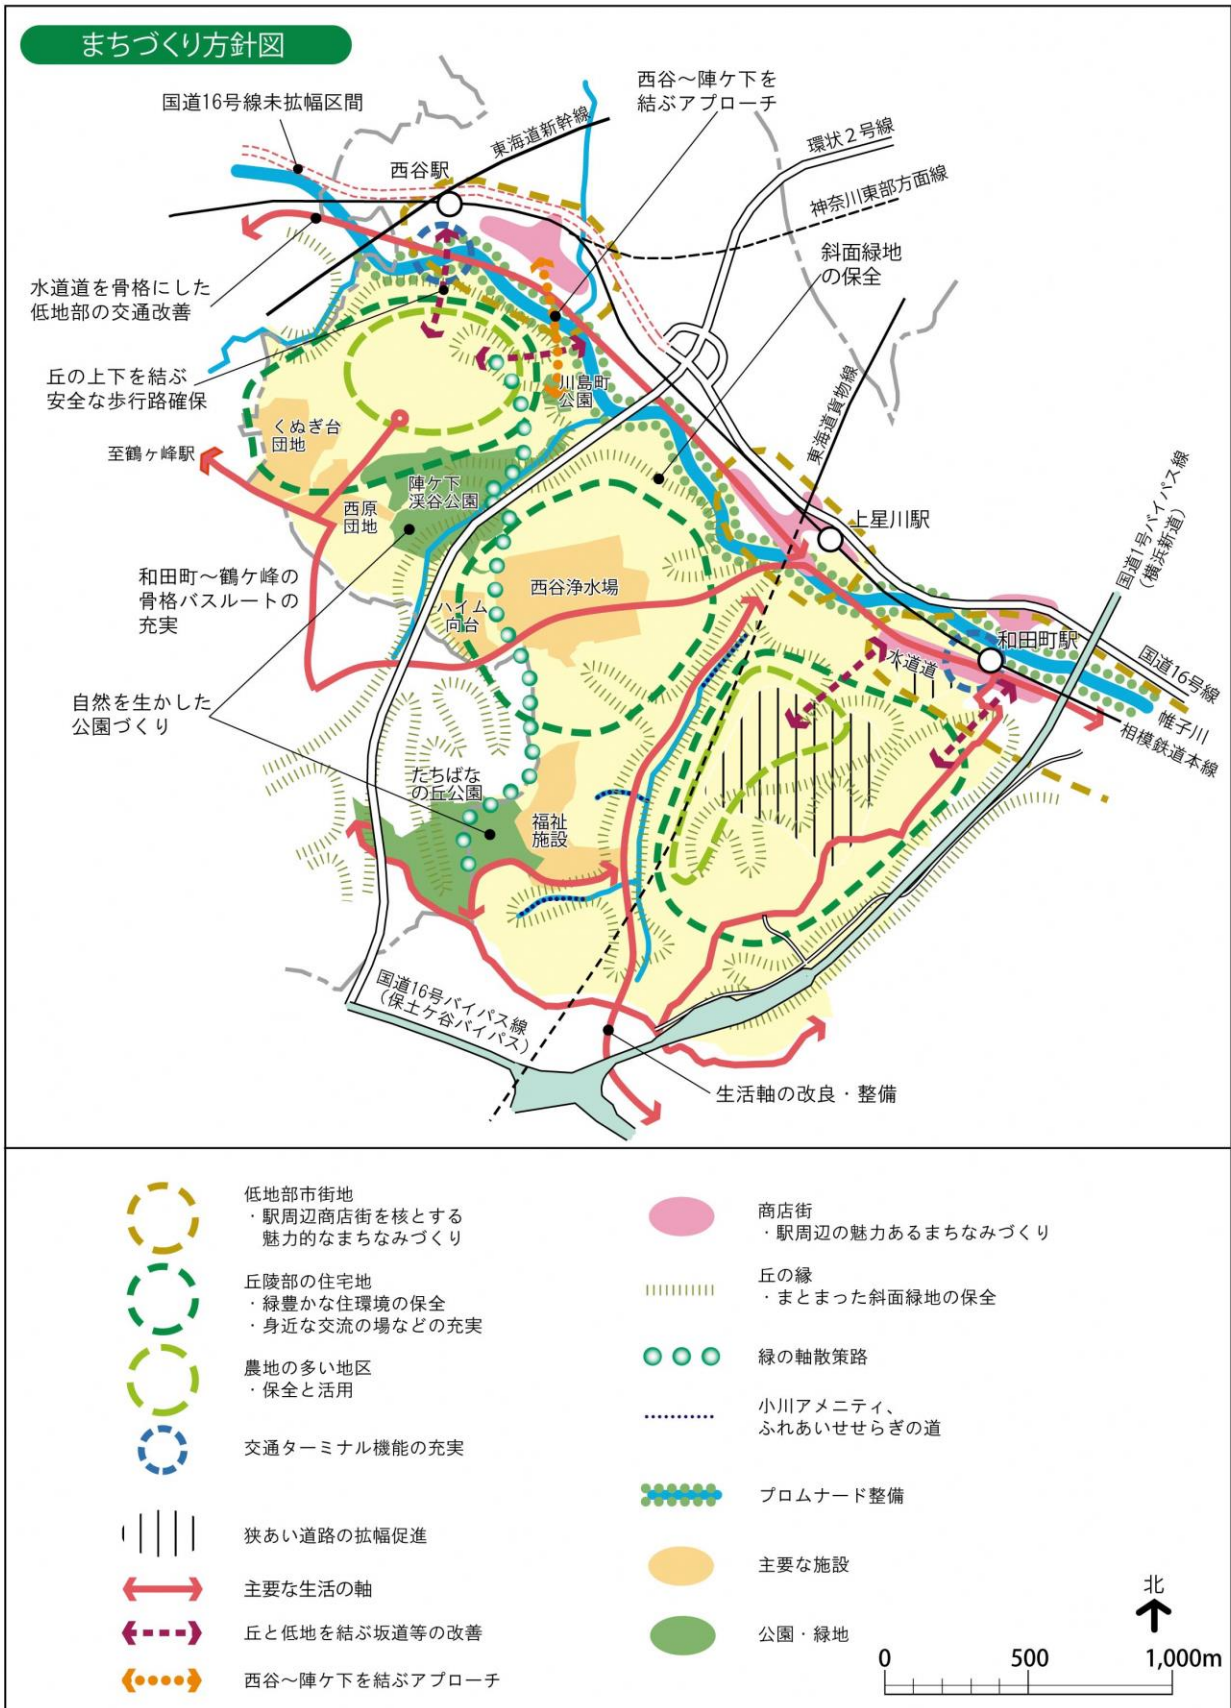 まちづくり方針図
国道16号線未拡幅区間
西谷~陣ケ下を
結ぶアプローチ
東海道新幹線
環状2号線
西谷駅
神奈川東部方面線
斜面緑地
の保全
水道道を骨格にした
低地部の交通改善
丘の上下を結ぶ
安全な歩行路確保
川島町
公園
東海道貨物線
くぬぎ台
団地
至鶴ヶ峰駅
陣ケ下
渓谷公園
西原
団地
上星川駅
国道1号バイパス線
(横浜新道)
和田町~鶴ケ峰の
骨格バスルートの
充実
西谷浄水場
ハイム
向台
和田町駅
水道道
国道16号線
帷子川
相模鉄道本線
自然を生かした
公園づくり
たちばな
の丘公園
福祉
施設
国道16号バイパス線
(保土ケ谷バイパス)
生活軸の改良・整備
低地部市街地
・駅周辺商店街を核とする
魅力的なまちなみづくり
丘陵部の住宅地
・緑豊かな住環境の保全
・身近な交流の場などの充実
農地の多い地区
・保全と活用
交通ターミナル機能の充実
狭あい道路の拡幅促進
主要な生活の軸
丘と低地を結ぶ坂道等の改善
西谷~陣ケ下を結ぶアプローチ
商店街
・駅周辺の魅力あるまちなみづくり
丘の縁
・まとまった斜面緑地の保全
緑の軸散策路
小川アメニティ、
ふれあいせせらぎの道
プロムナード整備
主要な施設
公園・緑地
北
0 500 1,000m